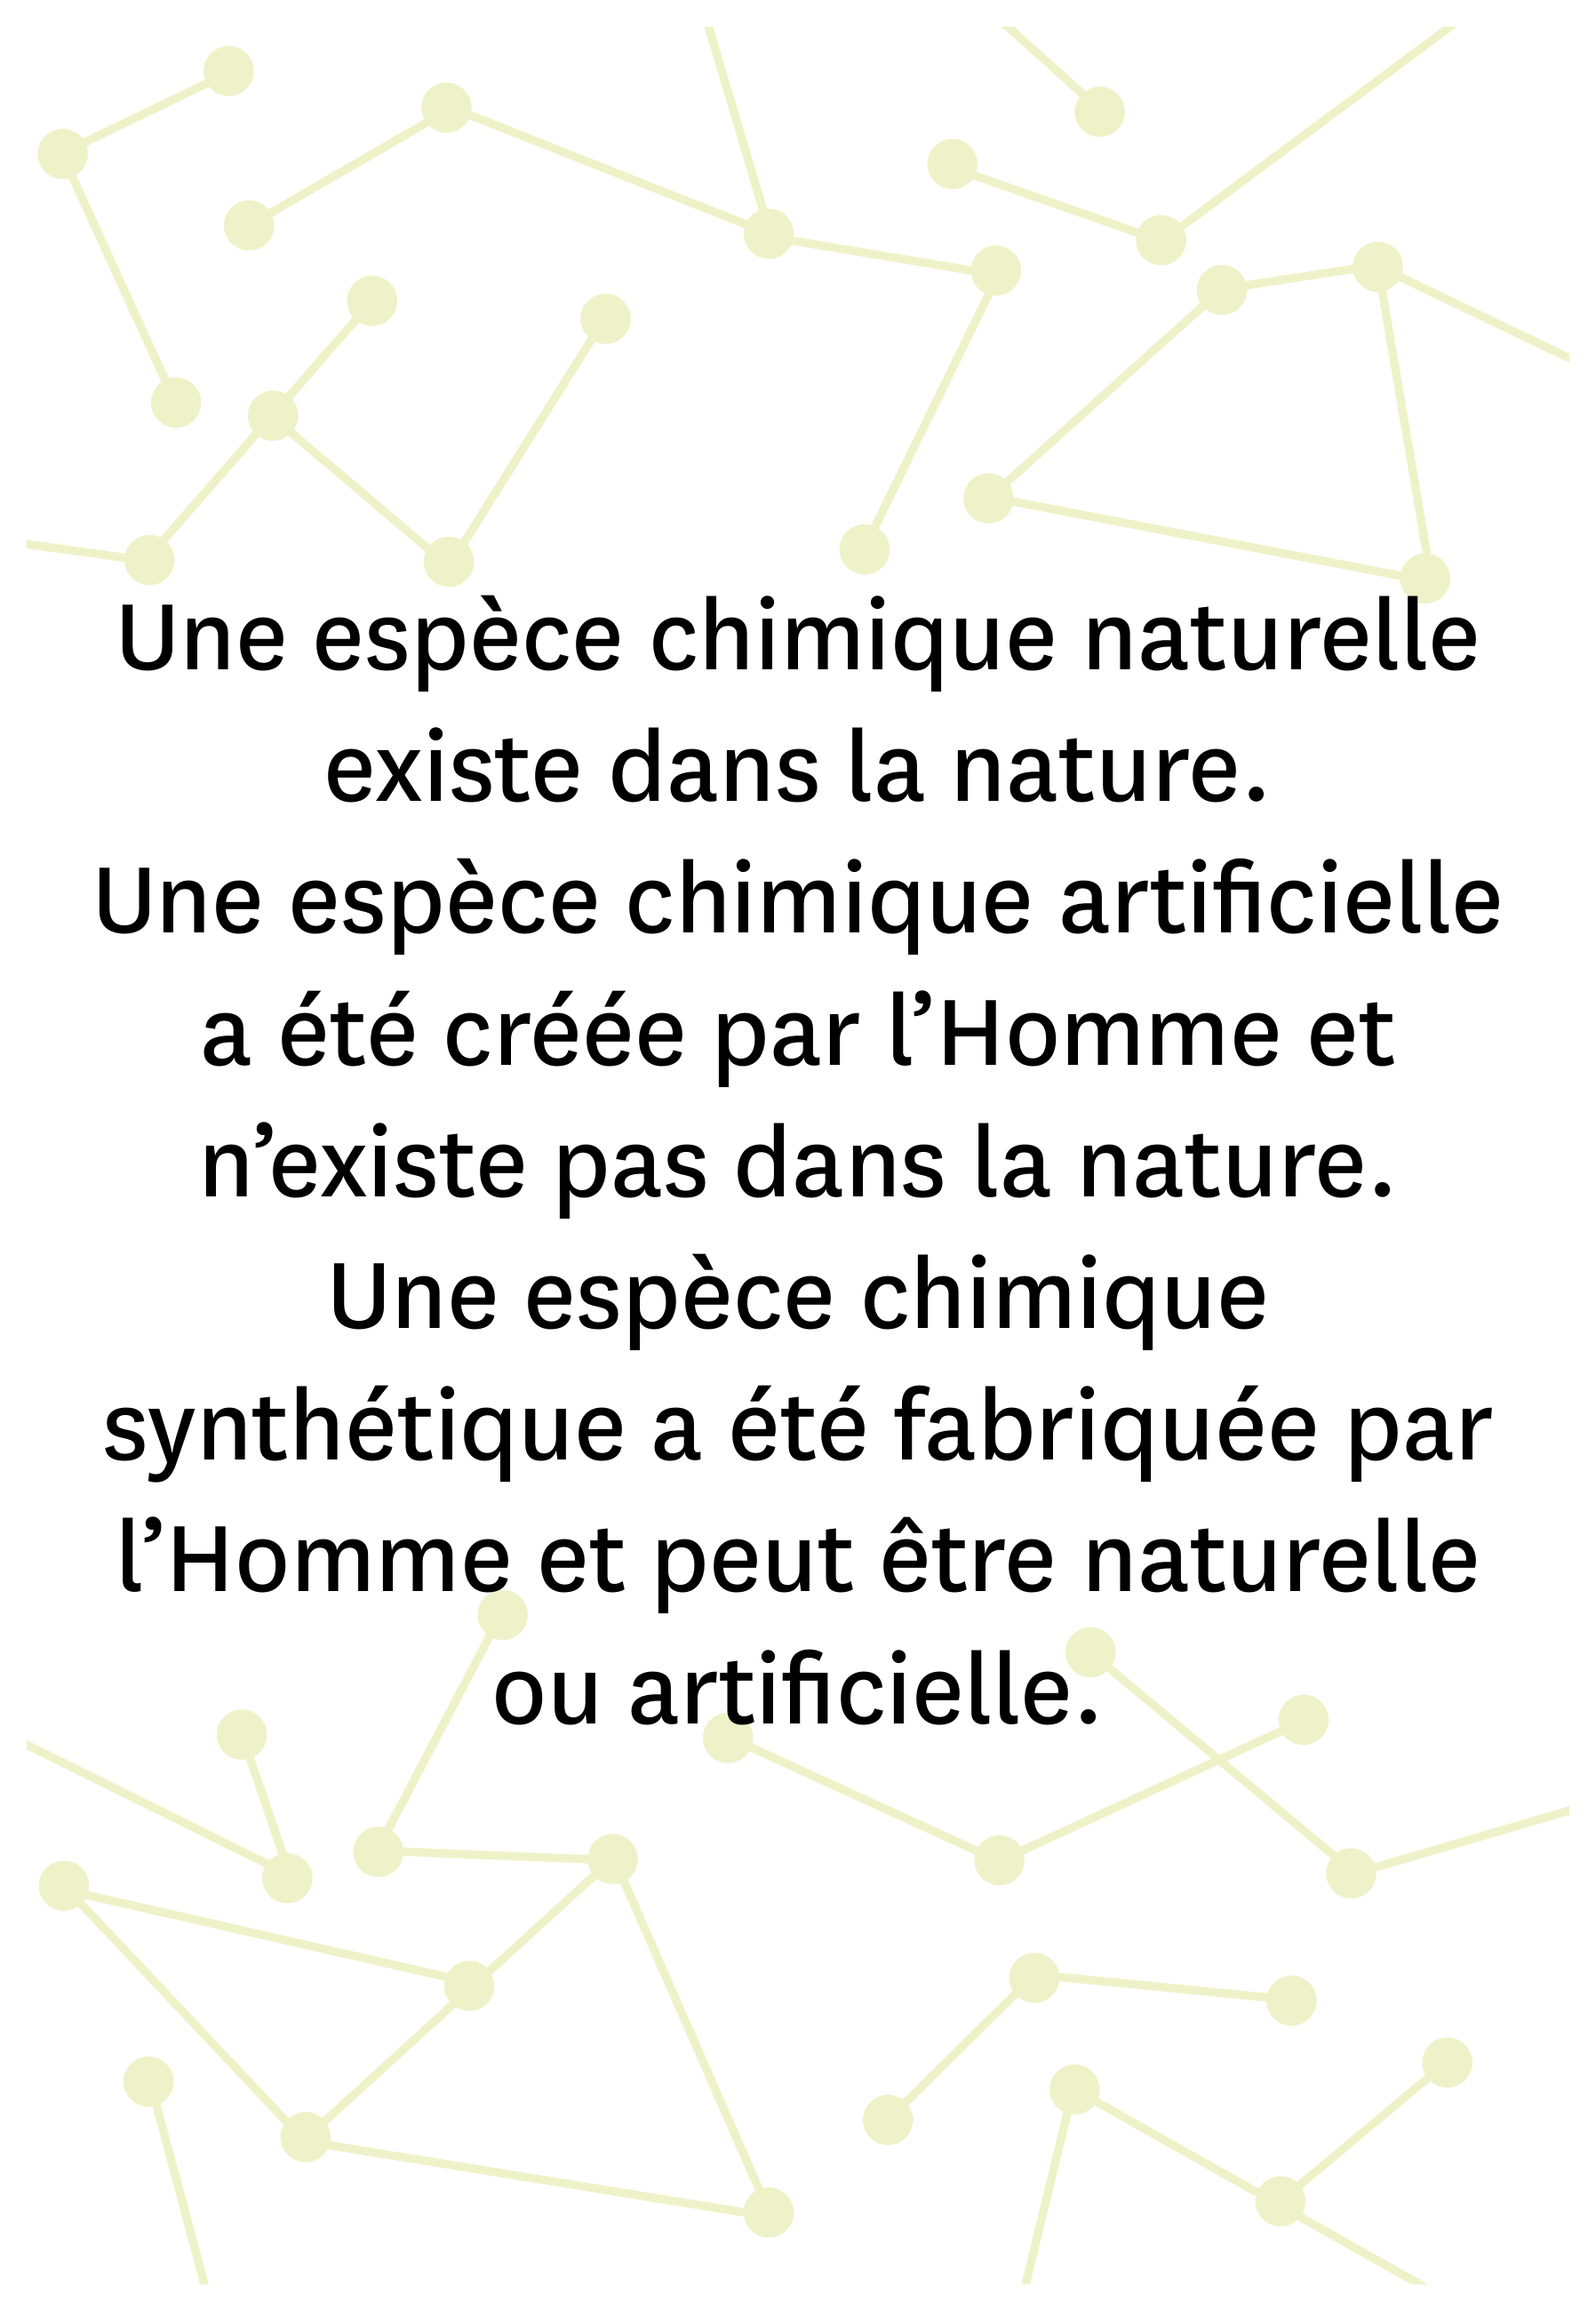 Une espèce chimique naturelle
existe dans la nature.
Une espèce chimique artificielle
a été créée par l’Homme et
n’existe pas dans la nature.
Une espèce chimique
synthétique a été fabriquée par
l’Homme et peut être naturelle
ou artificielle.